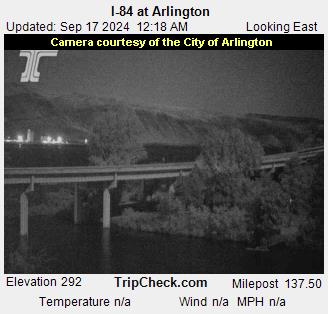 I-84 at Arlington
Updated: Sep 17 2024 12:18 AM Looking East
Camera courtesy of the City of Arlington
Elevation 292 TripCheck.com Milepost 137.50
Temperature n/a Wind n/a MPH n/a